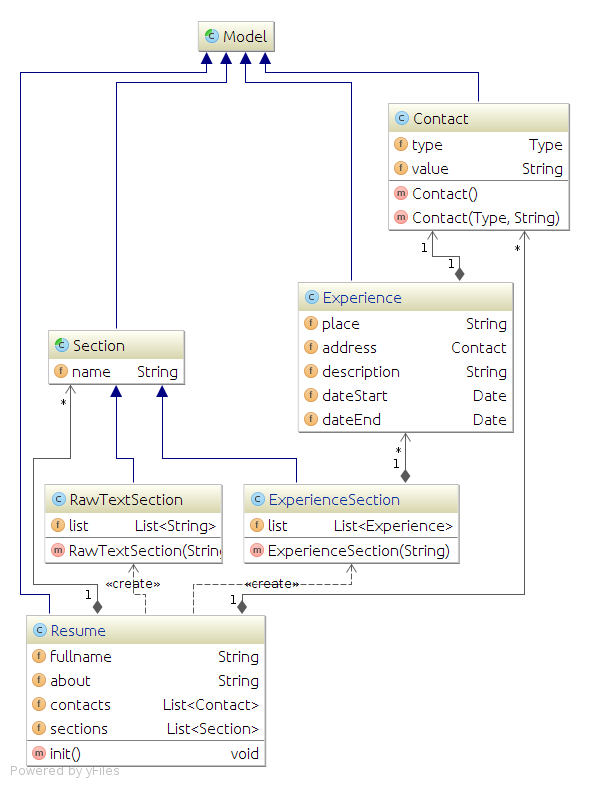 Model
Contact
type Type
value String
Contact()
Contact(Type, String)
1
1
*
Experience
place String
address Contact
description String
dateStart Date
dateEnd Date
Section
name String
*
*
1
RawTextSection
list List<String>
RawTextSection(Strin
ExperienceSection
list List<Experience>
ExperienceSection(String)
«create»
«create»
1
1
Resume
fullname String
about String
contacts List<Contact>
sections List<Section>
init() void
Powered by yFiles